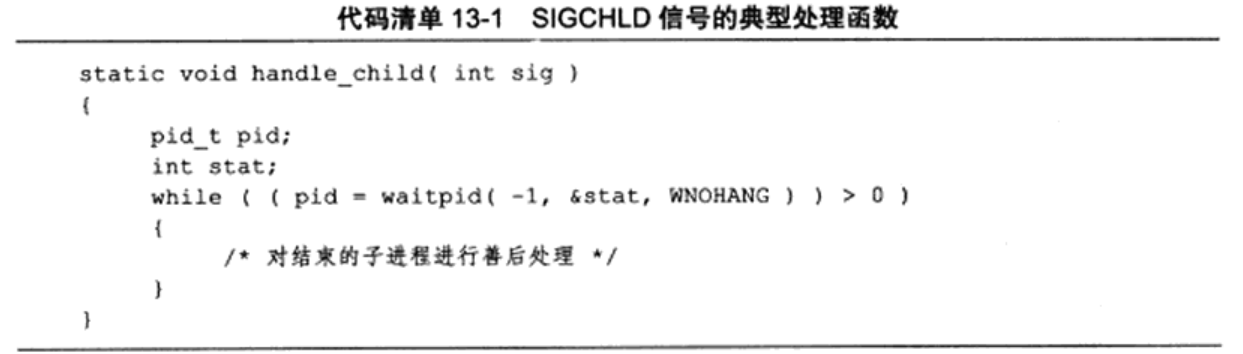 代码清单 13-1 SIGCHLD 信号的典型处理函数
static void handle_child( int sig )
{
pid_t pid;
int stat;
while ( ( pid = waitpid( -1, &stat, WNOHANG ) ) > 0 )
{
/* 对结束的子进程进行善后处理 */
}
}